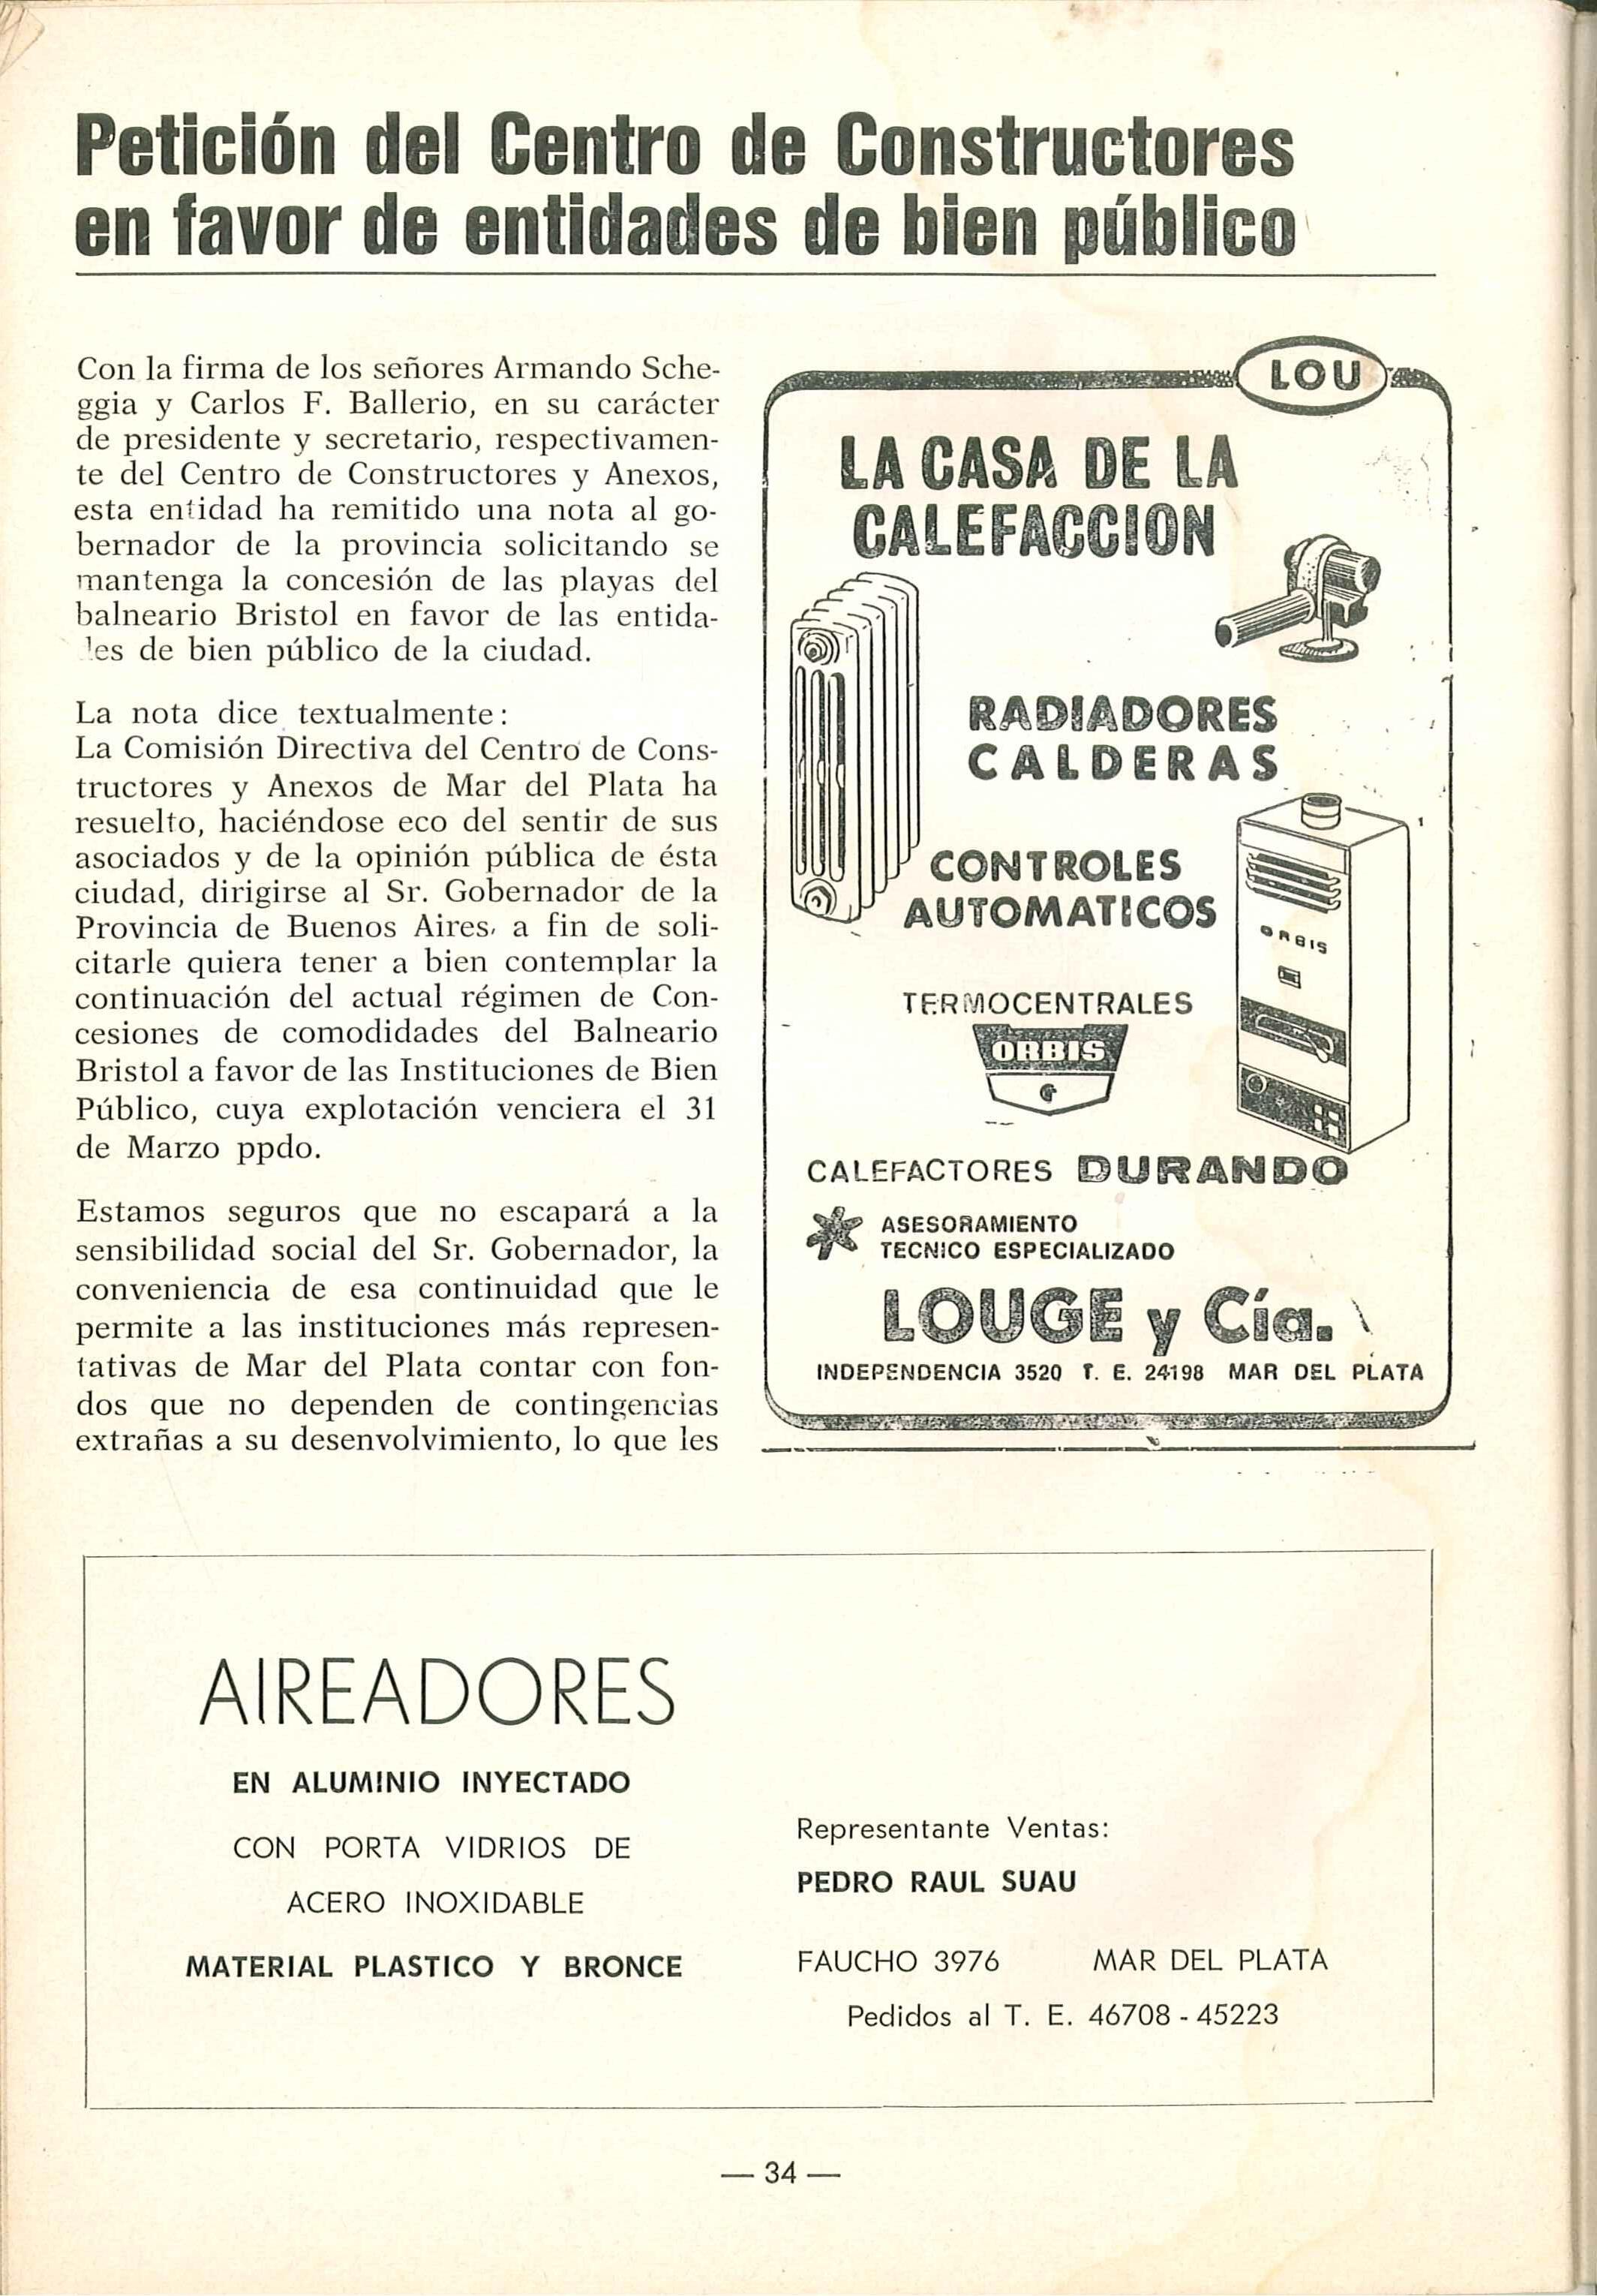 Petición del Centro de Constructores
en favor de entidades de bien público
Con la firma de los señores Armando Sche-
ggia y Carlos F. Ballerio, en su carácter
de presidente y secretario, respectivamen-
te del Centro de Constructores y Anexos,
esta entidad ha remitido una nota al go-
bernador de la provincia solicitando se
mantenga la concesión de las playas del
balneario Bristol en favor de las entida-
des de bien público de la ciudad.
La nota dice textualmente:
La Comisión Directiva del Centro de Cons-
tructores y Anexos de Mar del Plata ha
resuelto, haciéndose eco del sentir de sus
asociados y de la opinión pública de ésta
ciudad, dirigirse al Sr. Gobernador de la
Provincia de Buenos Aires, a fin de soli-
citarle quiera tener a bien contemplar la
continuación del actual régimen de Con-
cesiones de comodidades del Balneario
Bristol a favor de las Instituciones de Bien
Público, cuya explotación venciera el 31
de Marzo ppdo.
Estamos seguros que no escapará a la
sensibilidad social del Sr. Gobernador, la
conveniencia de esa continuidad que le
permite a las instituciones más represen-
tativas de Mar del Plata contar con fon-
dos que no dependen de contingencias
extrañas a su desenvolvimiento, lo que les
LOU
LA CASA DE LA
CALEFACCION
RADIADORES
CALDERAS
CONTROLES
AUTOMATICOS
ORBIS
TERMOCENTRALES
ORBIS
CALEFACTORES DURANDO
ASESORAMIENTO
TECNICO ESPECIALIZADO
LOUGE y Cía.
INDEPENDENCIA 3520 T. E. 24198 MAR DEL PLATA
AIREADORES
EN ALUMINIO INYECTADO
CON PORTA VIDRIOS DE
ACERO INOXIDABLE
MATERIAL PLASTICO Y BRONCE
Representante Ventas:
PEDRO RAUL SUAU
FAUCHO 3976 MAR DEL PLATA
Pedidos al T. E. 46708 - 45223
— 34 —